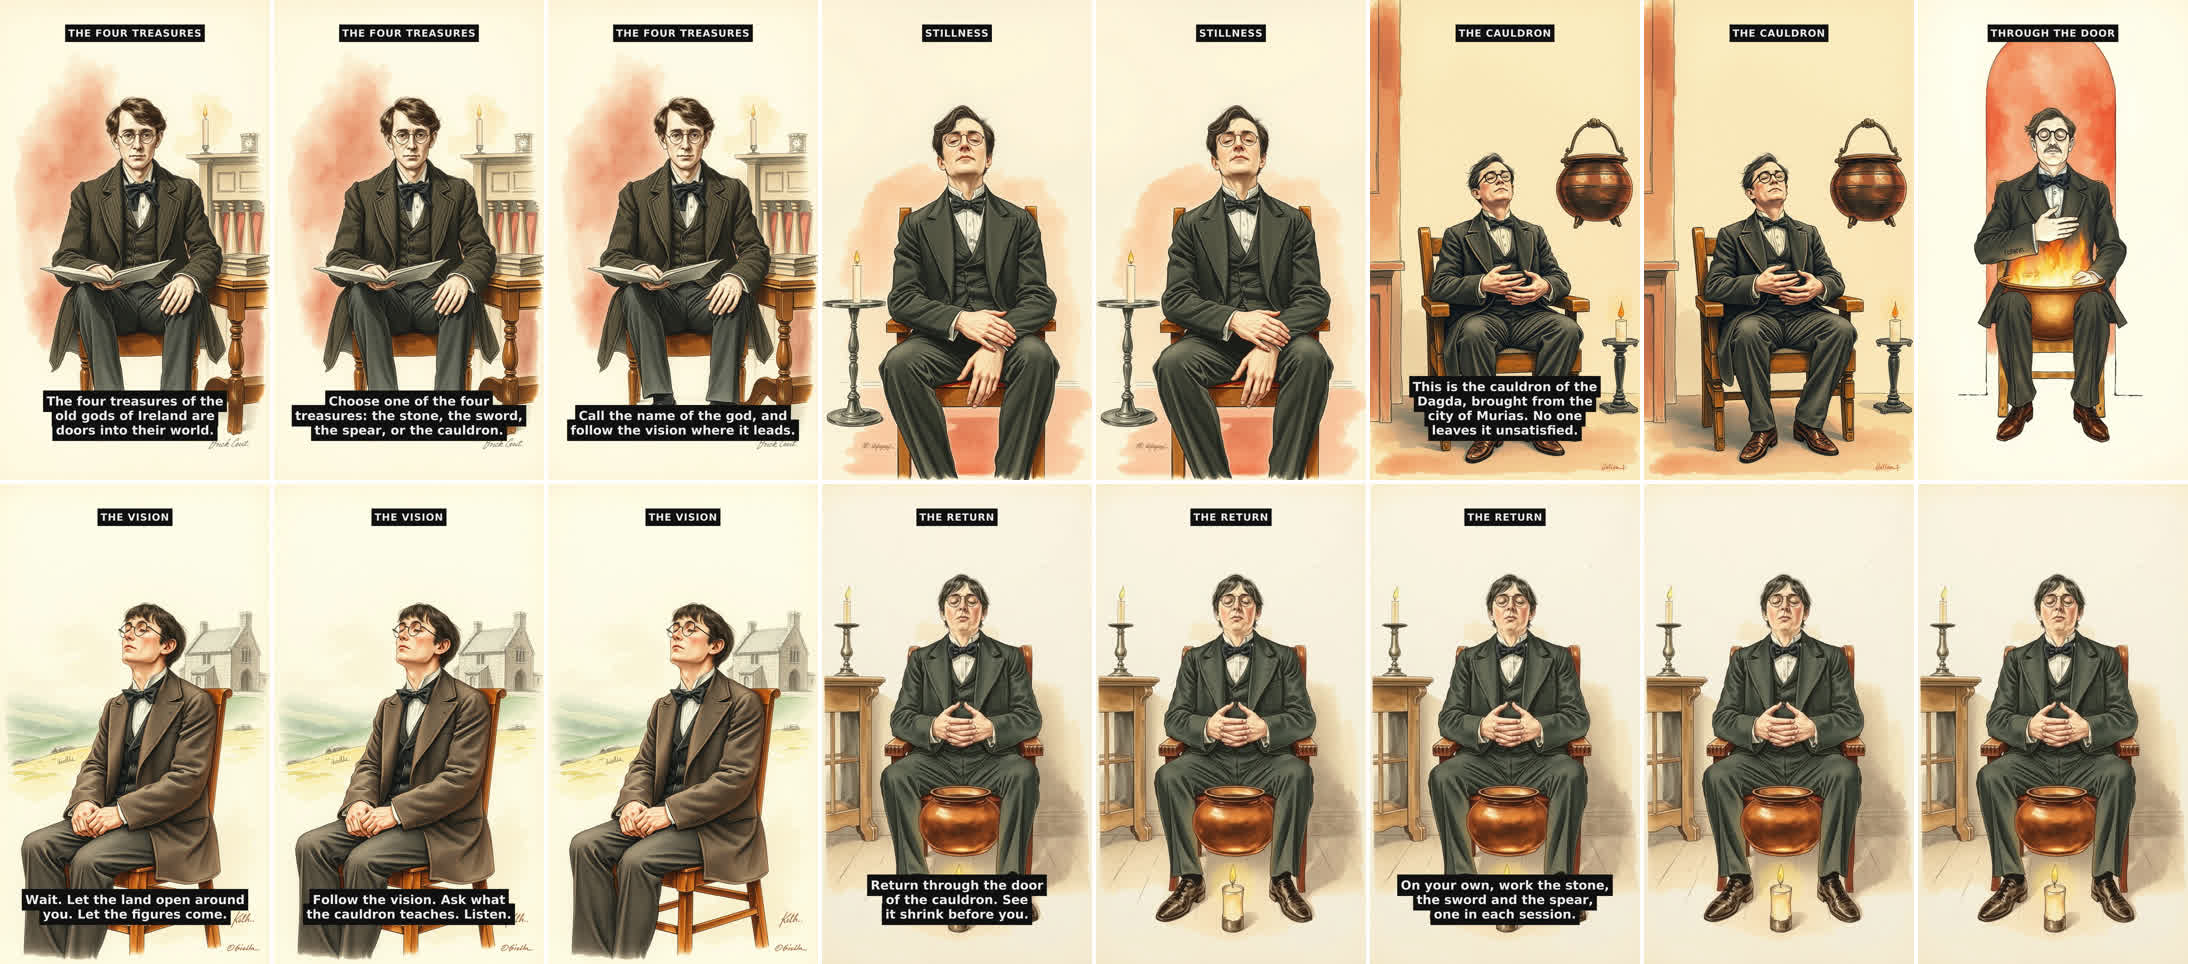 THE FOUR TREASURES
The four treasures of the
old gods of Ireland are
doors into their world.
THE FOUR TREASURES
Choose one of the four
treasures: the stone, the sword,
the spear, or the cauldron.
THE FOUR TREASURES
Call the name of the god, and
follow the vision where it leads.
STILLNESS
STILLNESS
THE CAULDRON
This is the cauldron of the
Dagda, brought from the
city of Murias. No one
leaves it unsatisfied.
THE CAULDRON
THROUGH THE DOOR
THE VISION
Wait. Let the land open around
you. Let the figures come.
THE VISION
Follow the vision. Ask what
the cauldron teaches. Listen.
THE VISION
THE RETURN
Return through the door
of the cauldron. See
it shrink before you.
THE RETURN
THE RETURN
On your own, work the stone,
the sword and the spear,
one in each session.